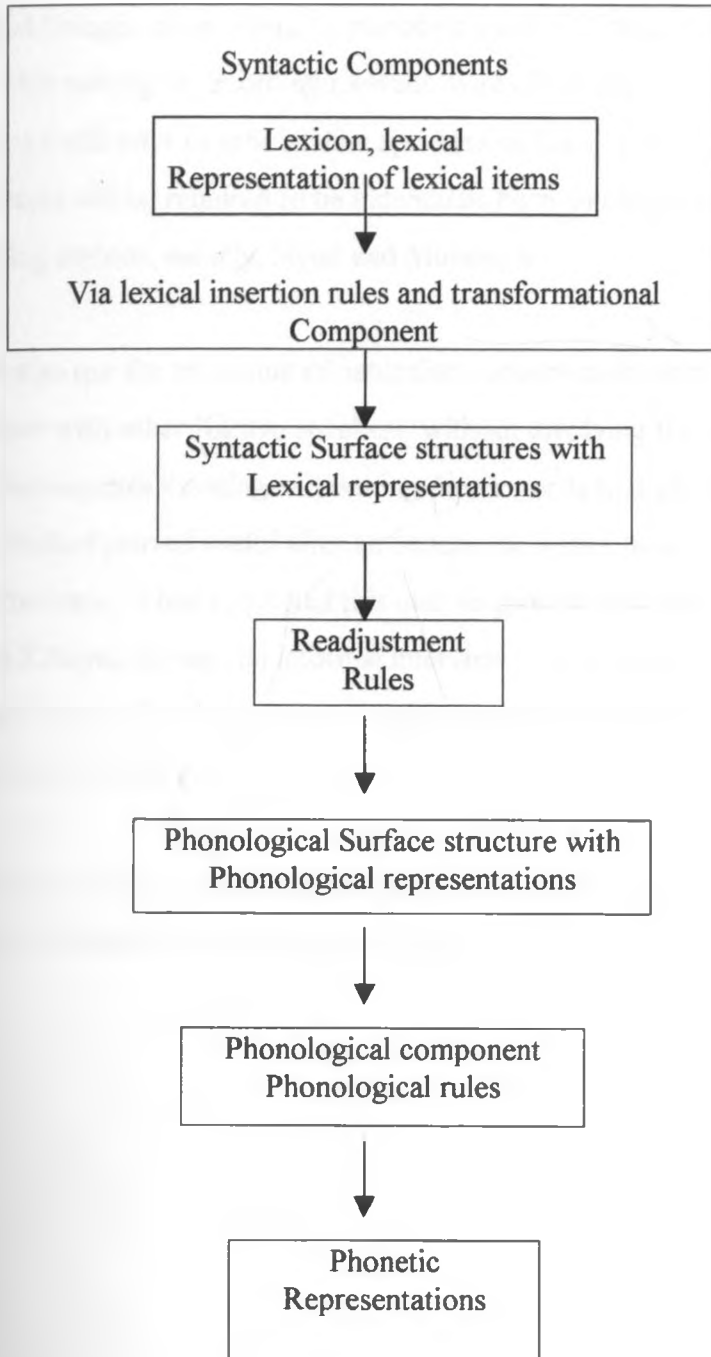 Syntactic Components
Lexicon, lexical
Representation of lexical items
Via lexical insertion rules and transformational
Component
Syntactic Surface structures with
Lexical representations
Readjustment
Rules
Phonological Surface structure with
Phonological representations
Phonological component
Phonological rules
Phonetic
Representations